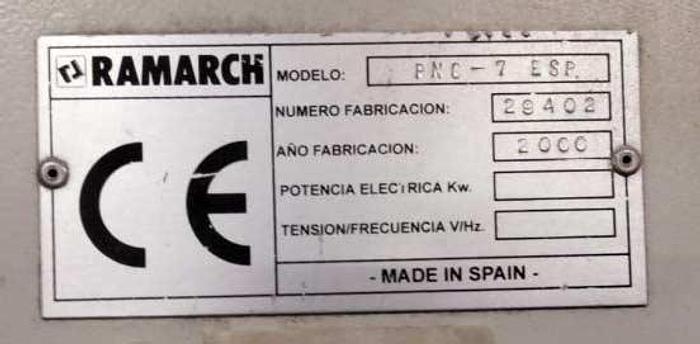 RAMARCH
CE
MODELO: PNC-7 ESP.
NUMERO FABRICACION: 29402
AÑO FABRICACION: 2000
POTENCIA ELECTRICA Kw.
TENSION/FRECUENCIA V/Hz.
- MADE IN SPAIN -